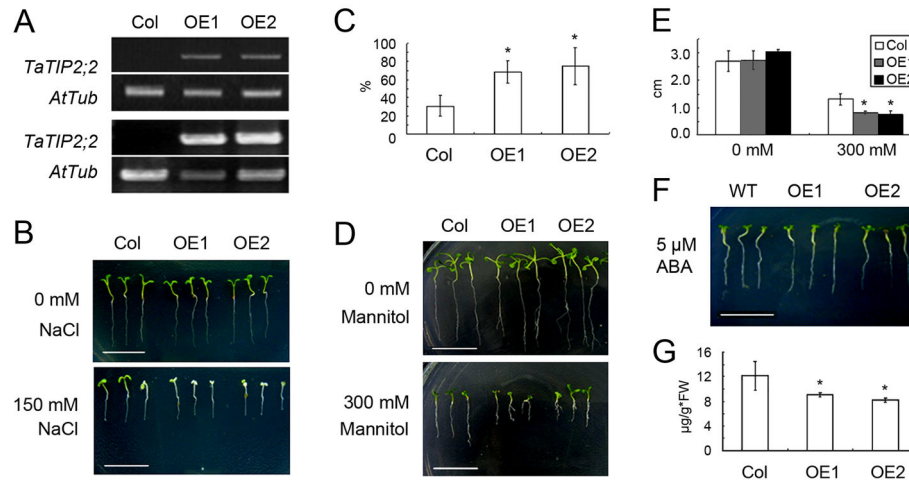 A
Col OE1 OE2
TaTIP2;2
AtTub
TaTIP2;2
AtTub
B
Col OE1 OE2
0 mM
NaCl
150 mM
NaCl
C
%
100
80
60
40
20
0
Col OE1 OE2
* *
D
Col OE1 OE2
0 mM
Mannitol
300 mM
Mannitol
E
cm
3.0
2.0
1.0
0.0
Col
OE1
OE2
* *
0 mM 300 mM
F
WT OE1 OE2
5 μM
ABA
G
μg/g*FW
16
12
8
4
0
* *
Col OE1 OE2